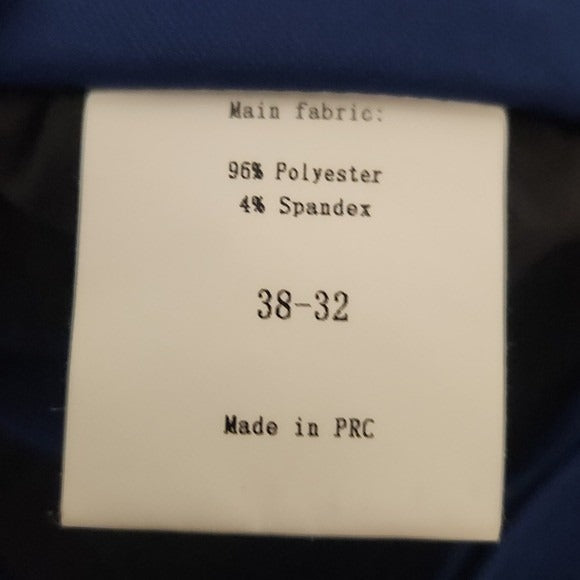 Main fabric:
96% Polyester
4% Spandex
38-32
Made in PRC